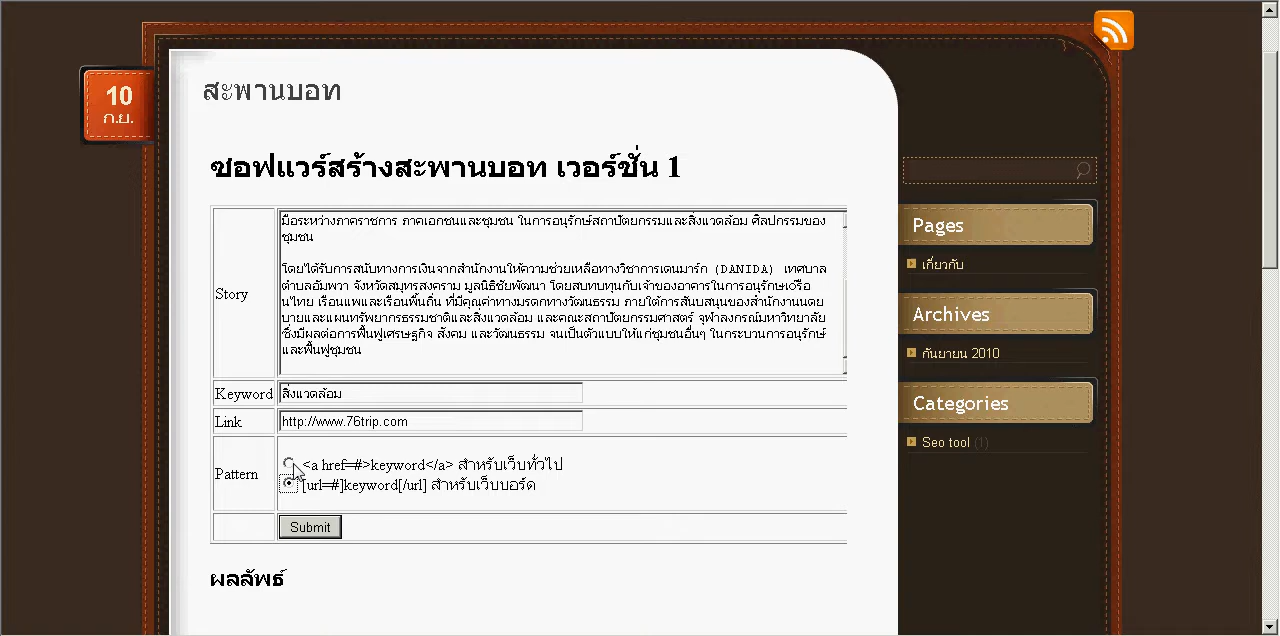 10
ก.ย.
สะพานบอท
ซอฟแวร์สร้างสะพานบอท เวอร์ชั่น 1
Story
มือระหว่างภาคราชการ ภาคเอกชนและชุมชน ในการอนุรักษ์สถาปัตยกรรมและสิ่งแวดล้อม ศิลปกรรมของ
ชุมชน
โดยได้รับการสนับทางการเงินจากสำนักงานให้ความช่วยเหลือทางวิชาการเดนมาร์ก (DANIDA) เทศบาล
ตำบลอัมพวา จังหวัดสมุทรสงคราม มูลนิธิชัยพัฒนา โดยสบทบทุนกับเจ้าของอาคารในการอนุรักษ์เรือ
นไทย เรือนแพและเรือนพื้นถิ่น ที่มีคุณค่าทางมรดกทางวัฒนธรรม ภายใต้การสนับสนุนของสำนักงานนดย
บายและแผนทรัพยากรธรรมชาติและสิ่งแวดล้อม และคณะสถาปัตยกรรมศาสตร์ จุฬาลงกรณ์มหาวิทยาลัย
ซึ่งมีผลต่อการฟื้นฟูเศรษฐกิจ สังคม และวัฒนธรรม จนเป็นตัวแบบให้แก่ชุมชนอื่นๆ ในกระบวนการอนุรักษ์
และฟื้นฟูชุมชน
Keyword
สิ่งแวดล้อม
Link
http://www.76trip.com
Pattern
<a href=#>keyword</a> สำหรับเว็บทั่วไป
[url=#]keyword[/url] สำหรับเว็บบอร์ด
Submit
ผลลัพธ์
Pages
เกี่ยวกับ
Archives
กันยายน 2010
Categories
Seo tool (1)